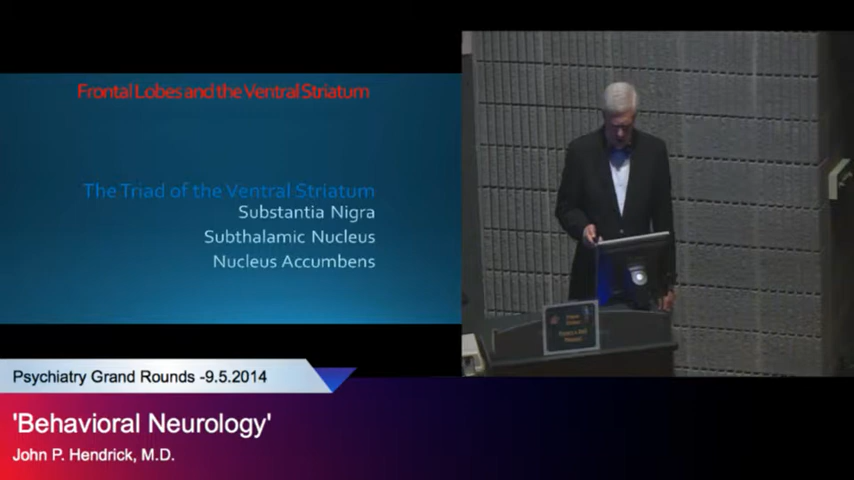 Frontal Lobes and the Ventral Striatum
The Triad of the Ventral Striatum
Substantia Nigra
Subthalamic Nucleus
Nucleus Accumbens
Psychiatry Grand Rounds -9.5.2014
'Behavioral Neurology'
John P. Hendrick, M.D.